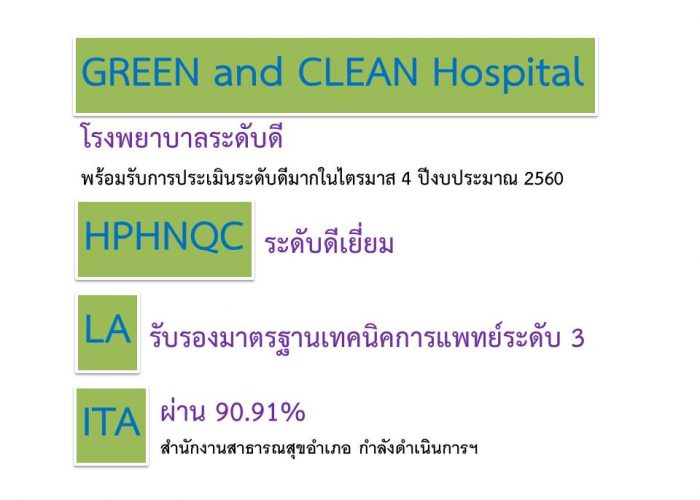 GREEN and CLEAN Hospital
โรงพยาบาลระดับดี
พร้อมรับการประเมินระดับดีมากในไตรมาส 4 ปีงบประมาณ 2560
HPHNQC ระดับดีเยี่ยม
LA รับรองมาตรฐานเทคนิคการแพทย์ระดับ 3
ITA ผ่าน 90.91%
สำนักงานสาธารณสุขอำเภอ กำลังดำเนินการฯ